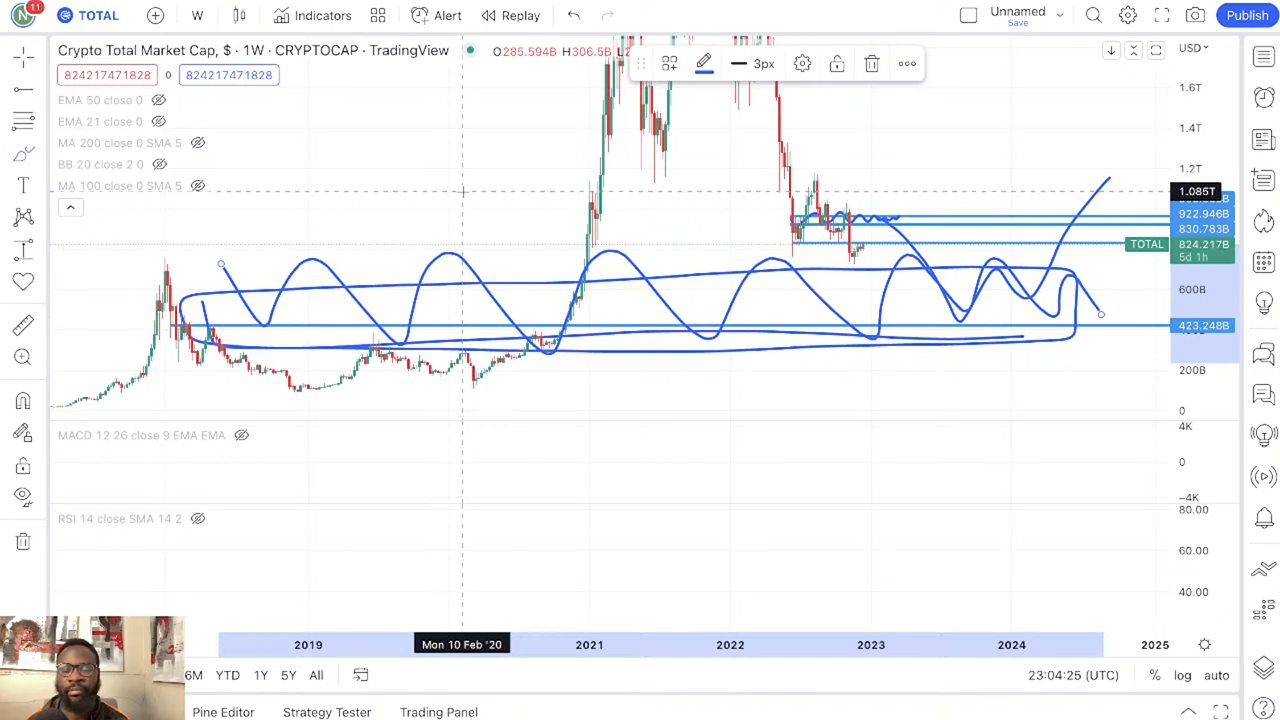 N 11 TOTAL W Indicators Alert Replay Unnamed Save Publish
Crypto Total Market Cap, $ · 1W · CRYPTOCAP · TradingView O285.594B H306.5B L2 3px USD
824217471828 0 824217471828
1.6T
EMA 50 close 0
EMA 21 close 0
1.4T
MA 200 close 0 SMA 5
BB 20 close 2 0
1.2T
MA 100 close 0 SMA 5
1.085T
922.946B
830.783B
TOTAL 824.217B
5d 1h
600B
423.248B
200B
0
4K
MACD 12 26 close 9 EMA EMA
0
−4K
80.00
RSI 14 close SMA 14 2
60.00
40.00
2019 Mon 10 Feb '20 2021 2022 2023 2024 2025
6M YTD 1Y 5Y All 23:04:25 (UTC) % log auto
Pine Editor Strategy Tester Trading Panel